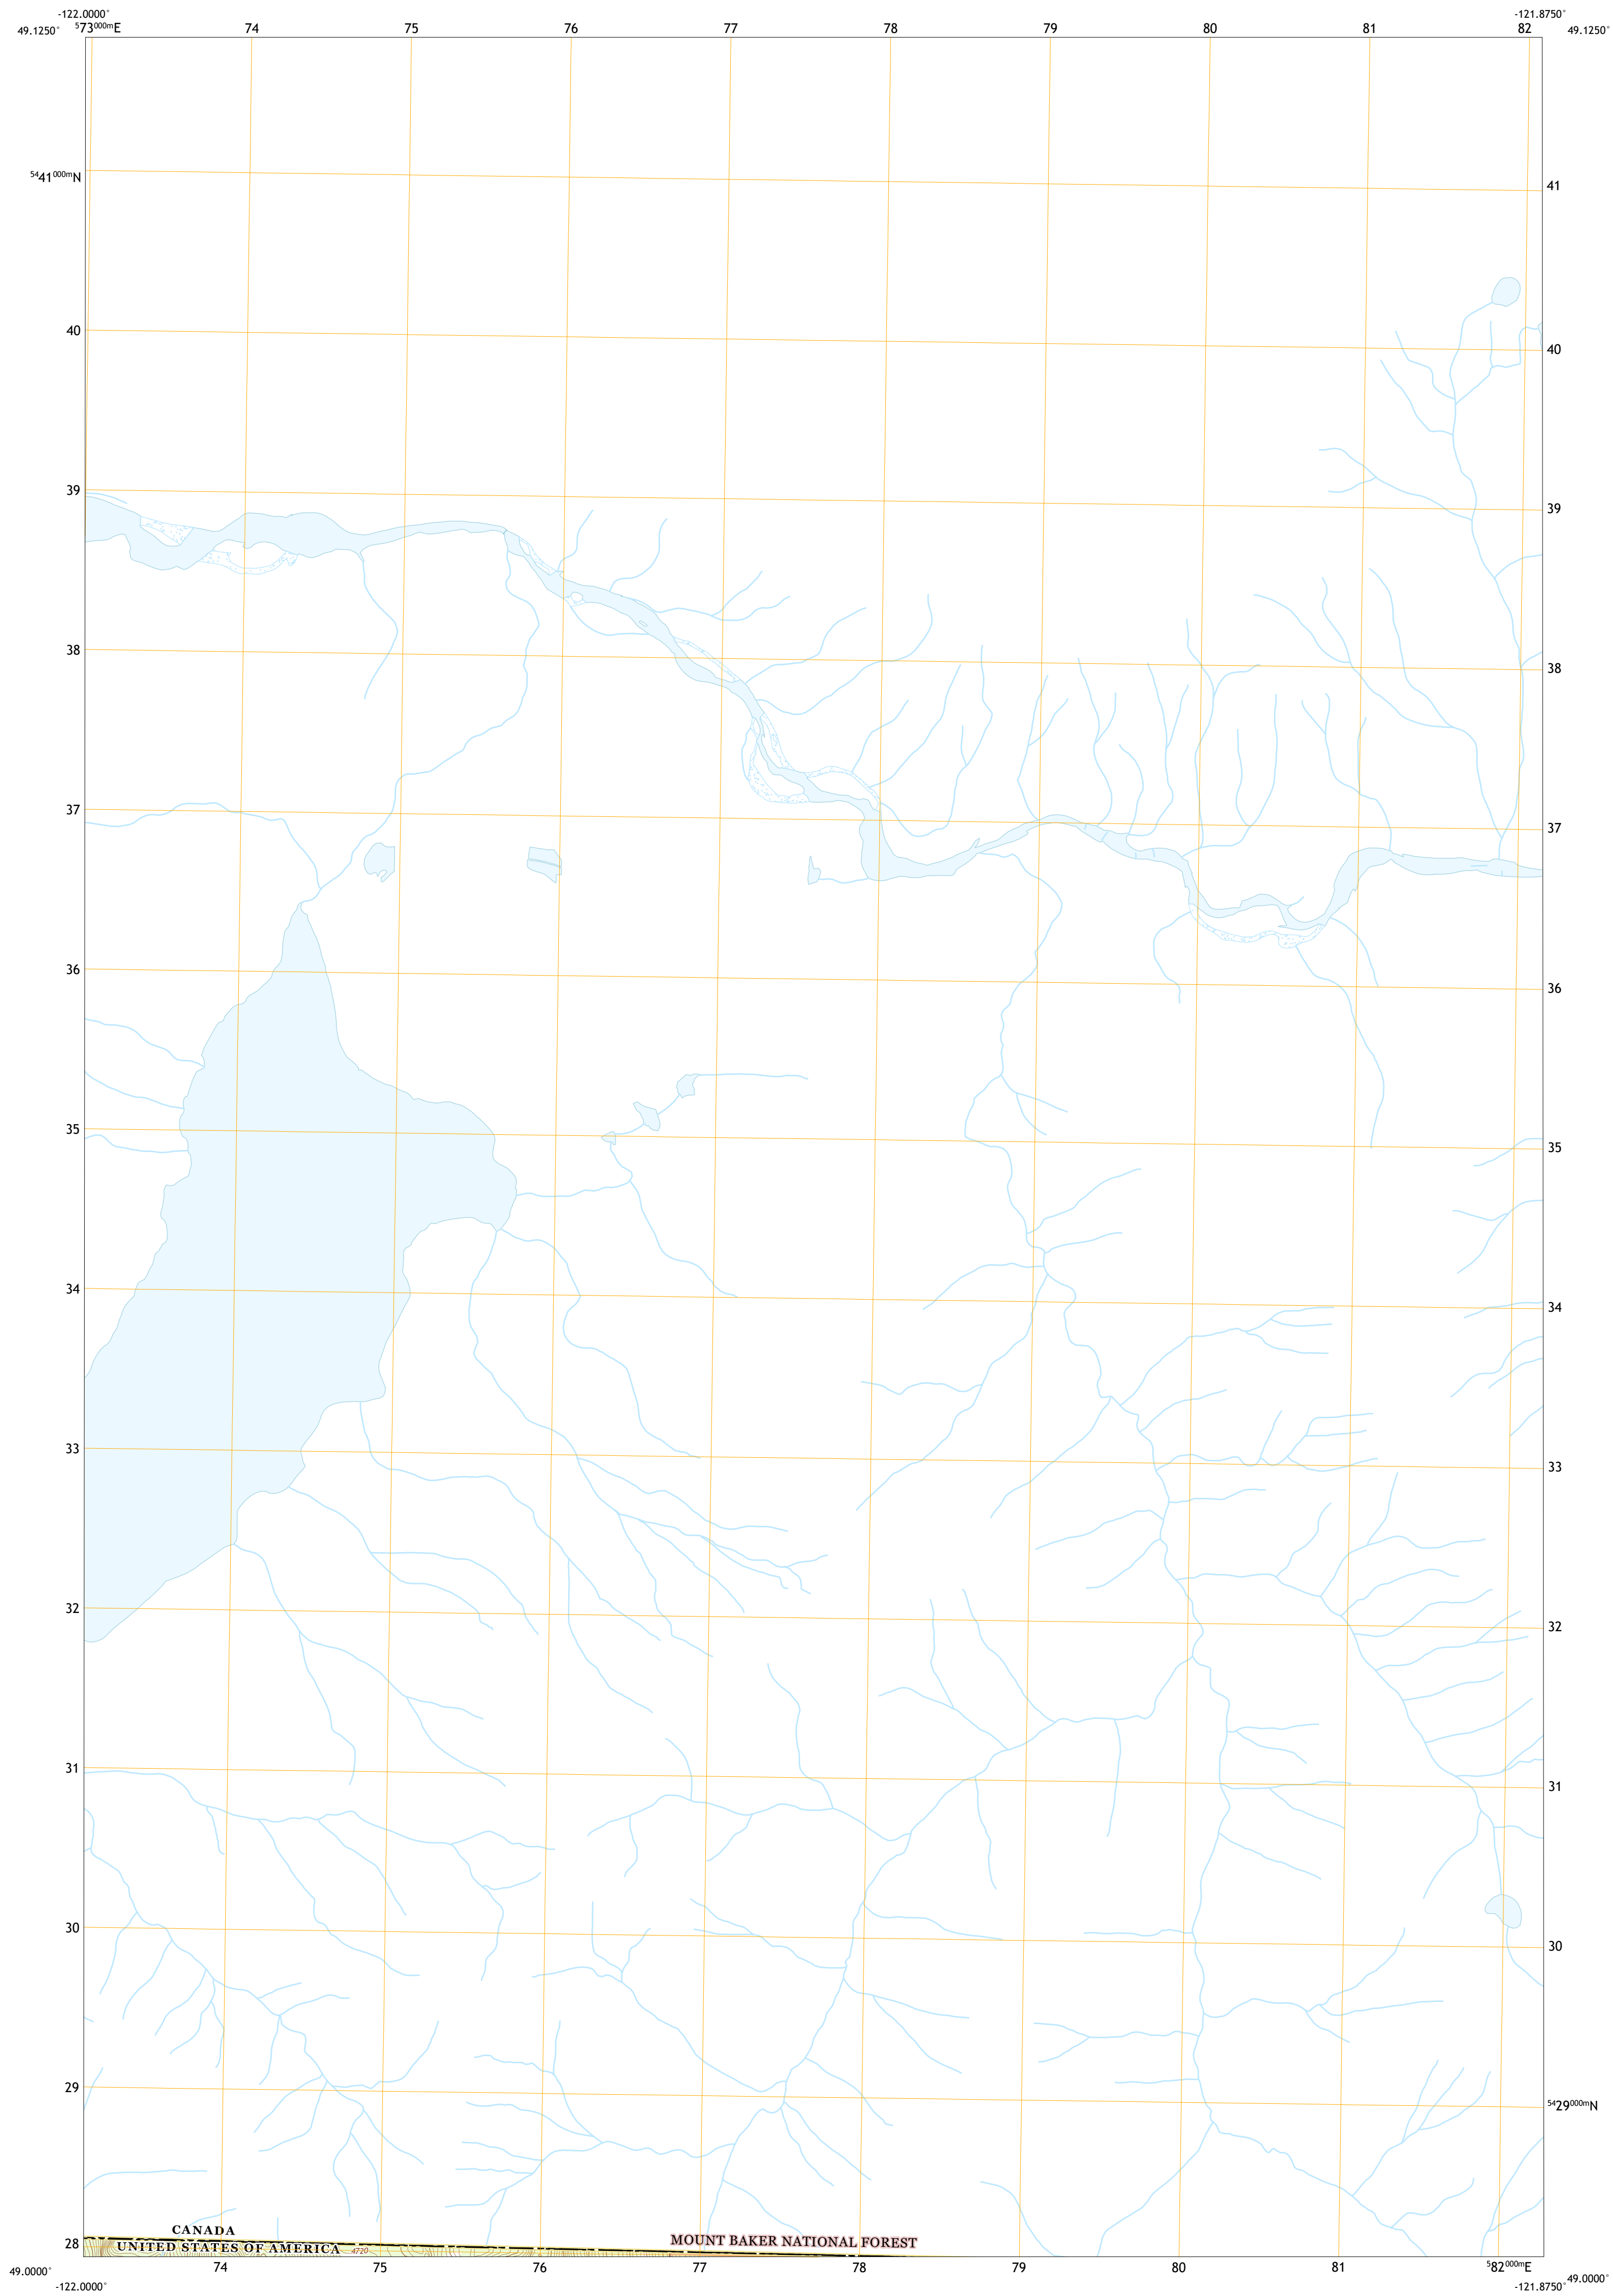 -122.0000° -121.8750°
49.1250° 573000mE 74 75 76 77 78 79 80 81 82 49.1250°
5441000mN 41
40 40
39 39
38 38
37 37
36 36
35 35
34 34
33 33
32 32
31 31
30 30
29 5429000mN
CANADA
28 UNITED STATES OF AMERICA 4720 MOUNT BAKER NATIONAL FOREST
49.0000° 74 75 76 77 78 79 80 81 582000mE 49.0000°
-122.0000° -121.8750°